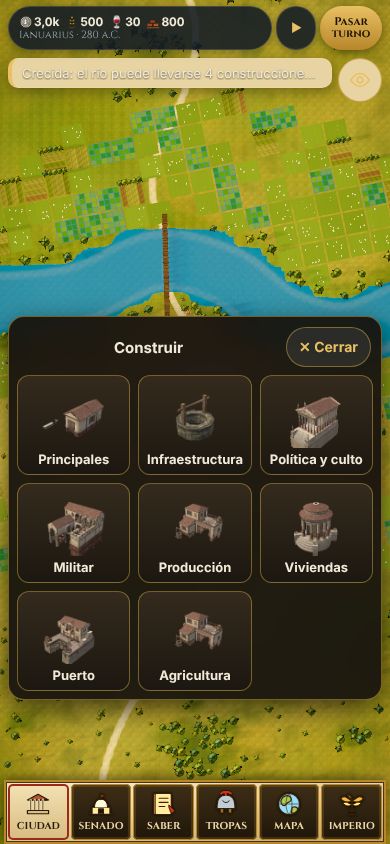 3,0k 500 30 800
IANUARIUS · 280 A.C.
PASAR
TURNO
Crecida: el río puede llevarse 4 construccione...
Construir
✕ Cerrar
Principales
Infraestructura
Política y culto
Militar
Producción
Viviendas
Puerto
Agricultura
CIUDAD
SENADO
SABER
TROPAS
MAPA
IMPERIO